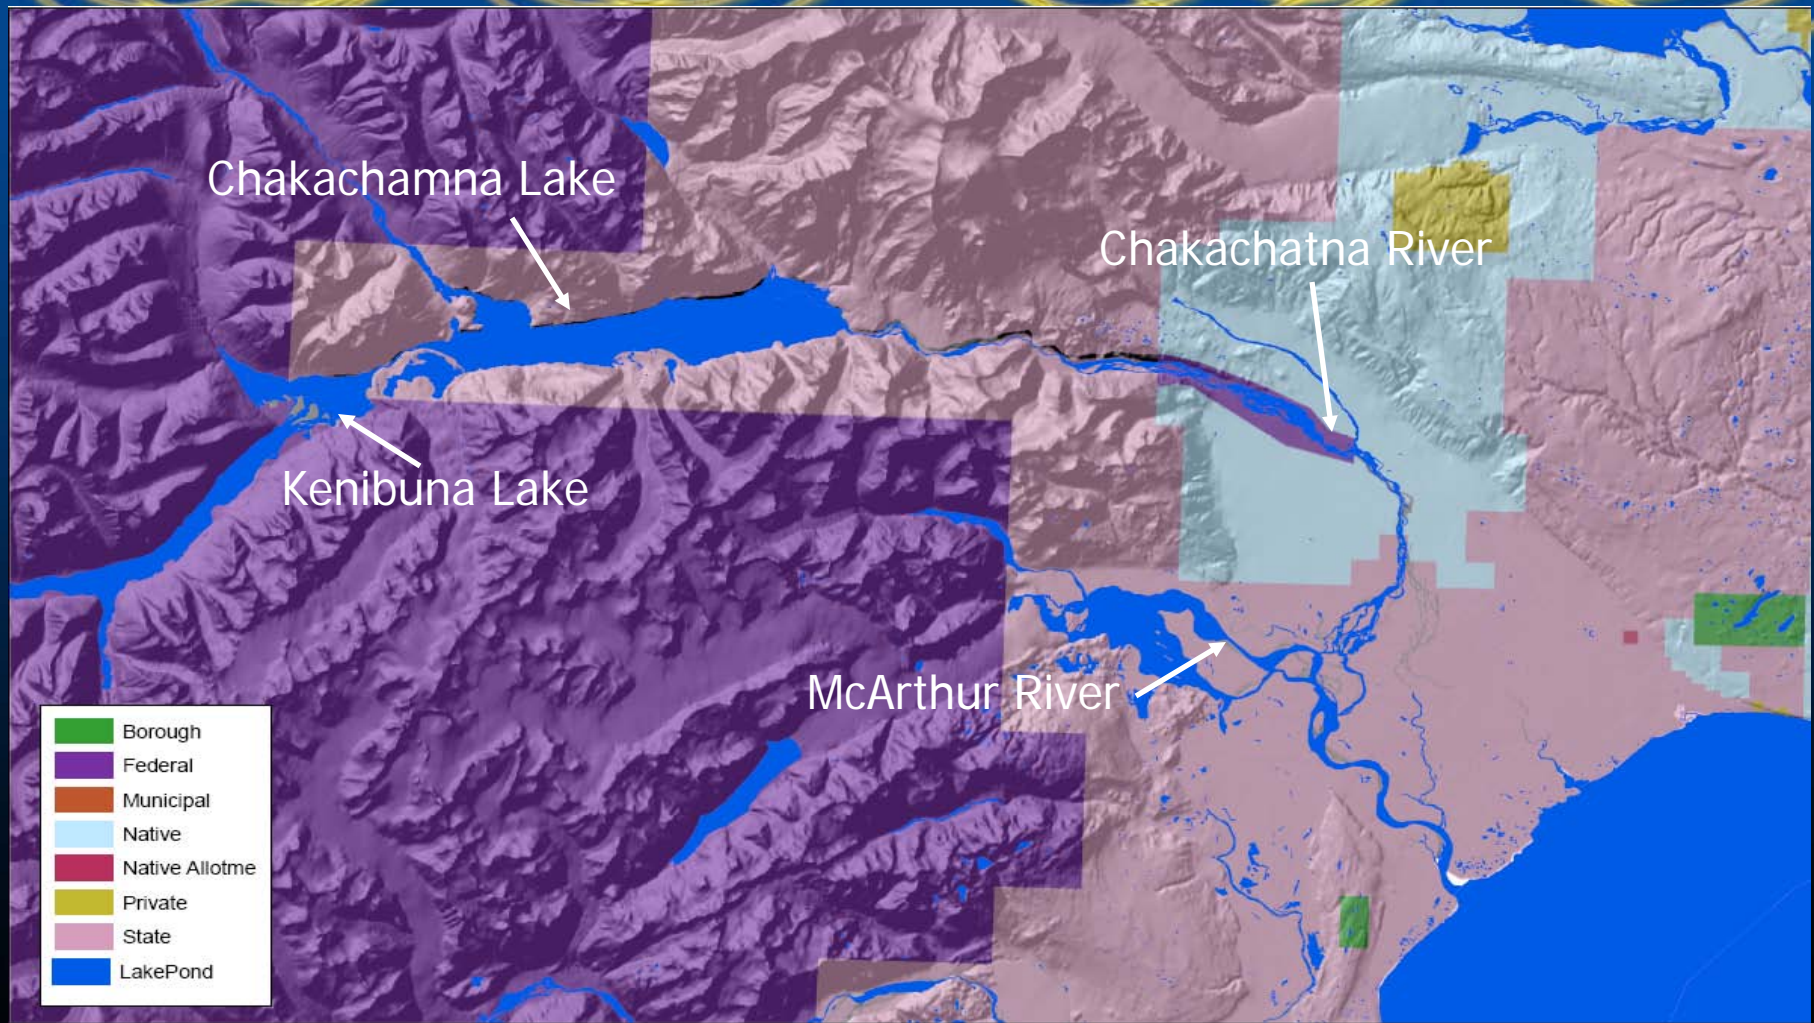 Chakachamna Lake
Chakachatna River
Kenibuna Lake
McArthur River
Borough
Federal
Municipal
Native
Native Allotme
Private
State
LakePond